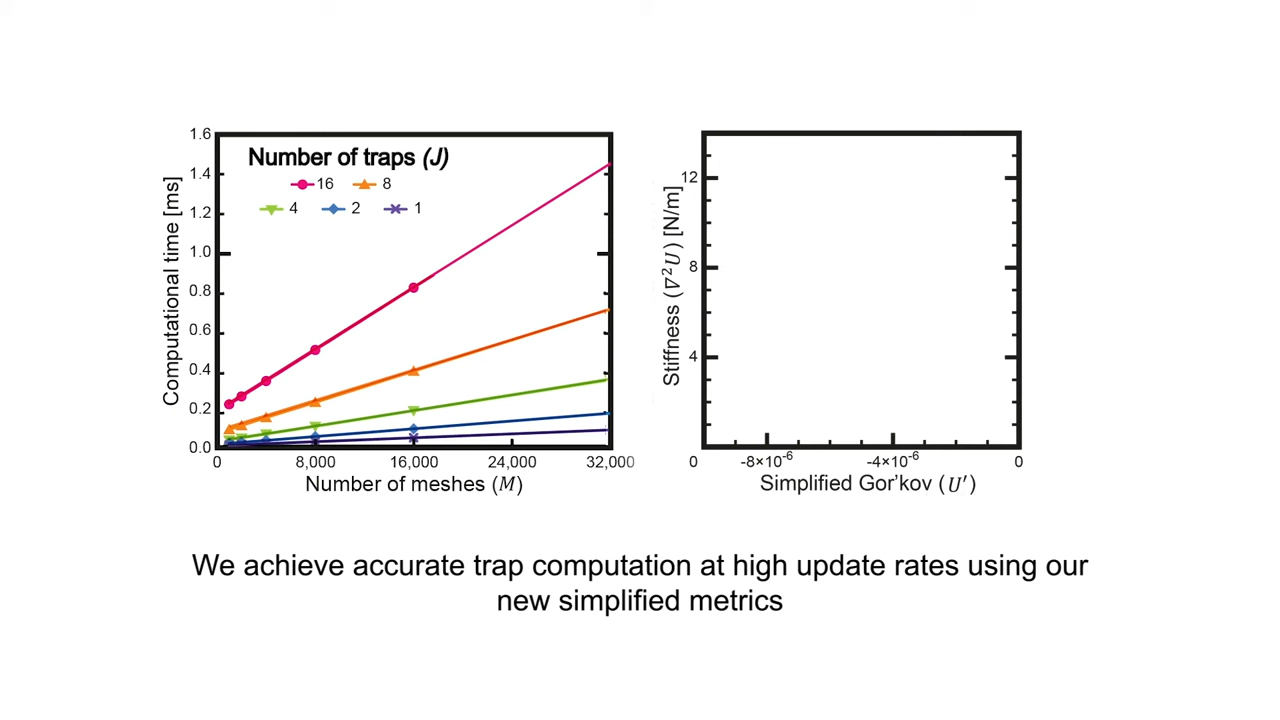 1.6
1.4
1.2
1.0
0.8
0.6
0.4
0.2
0.0
Computational time [ms]
Number of traps (J)
16 8
4 2 1
0 8,000 16,000 24,000 32,000
Number of meshes (M)
12
8
4
0
Stiffness (∇²U) [N/m]
-8×10⁻⁶ -4×10⁻⁶ 0
Simplified Gor'kov (U′)
We achieve accurate trap computation at high update rates using our
new simplified metrics